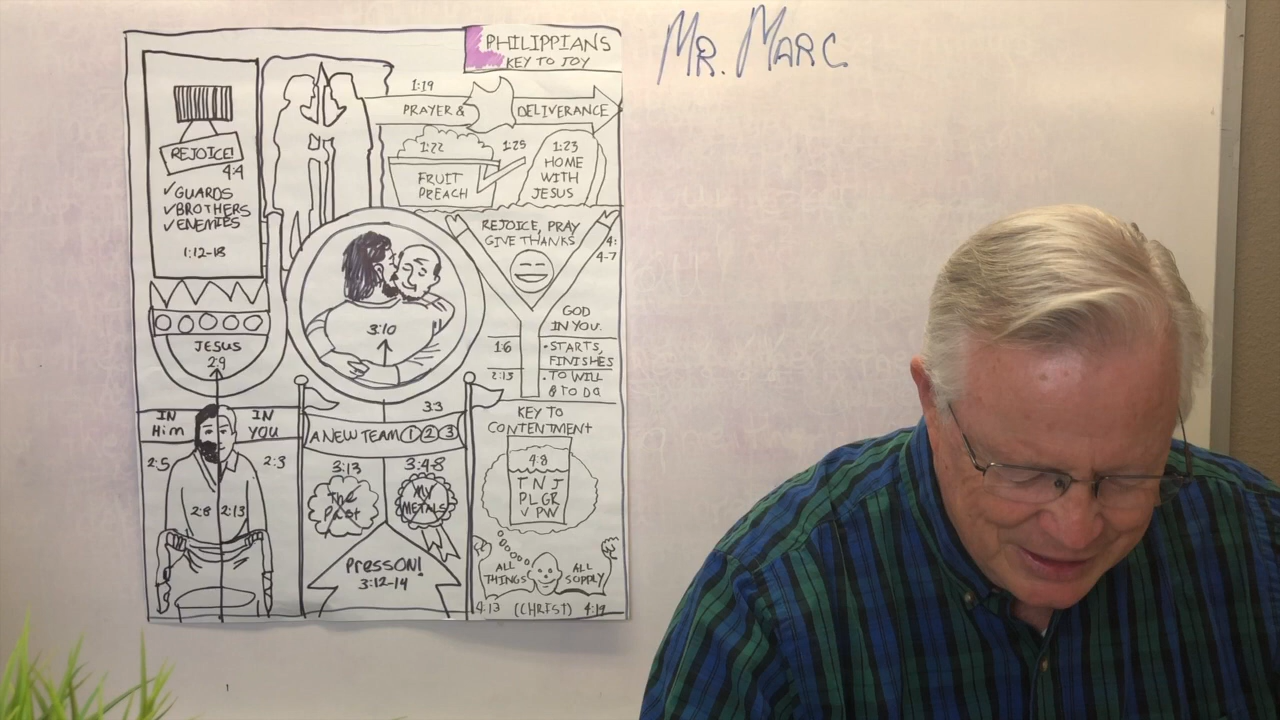 PHILIPPIANS
KEY TO JOY
MR. MARC
REJOICE!
4:4
✓GUARDS
✓BROTHERS
✓ENEMIES
1:12-18
1:19
PRAYER &
DELIVERANCE
1:22
FRUIT
PREACH
1:25
1:23
HOME
WITH
JESUS
REJOICE, PRAY
GIVE THANKS
4:
4-7
JESUS
2:9
3:10
GOD
IN YOU.
1:6
• STARTS,
FINISHES
2:13
• TO WILL
& TO DO
IN
HiM
IN
YOU
2:5
2:3
2:8
2:13
3:3
A NEW TEAM 1 2 3
3:13
The
Past
3:4-8
MY
METALS
PressON!
3:12-14
KEY TO
CONTENTMENT
4:8
T N J
PL GR
V PW
ALL
THINGS
ALL
SUPPLY
4:13 (CHRIST) 4:19